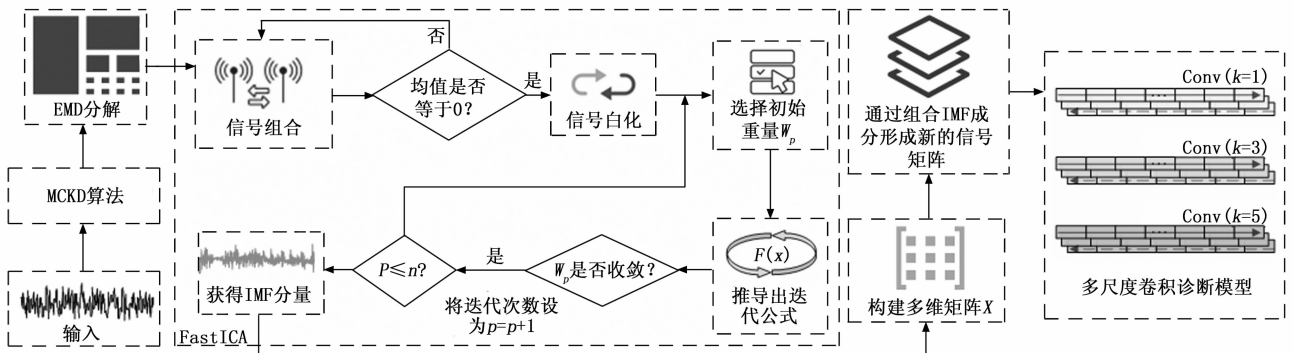 EMD分解
MCKD算法
输入
信号组合
否
均值是否
等于0？
是
信号白化
选择初始
重量Wp
推导出迭
代公式
F(x)
Wp是否收敛？
是
将迭代次数设
为p=p+1
P≤n？
获得IMF分量
FastICA
通过组合IMF成
分形成新的信号
矩阵
构建多维矩阵X
Conv(k=1)
...
Conv(k=3)
...
Conv(k=5)
...
多尺度卷积诊断模型